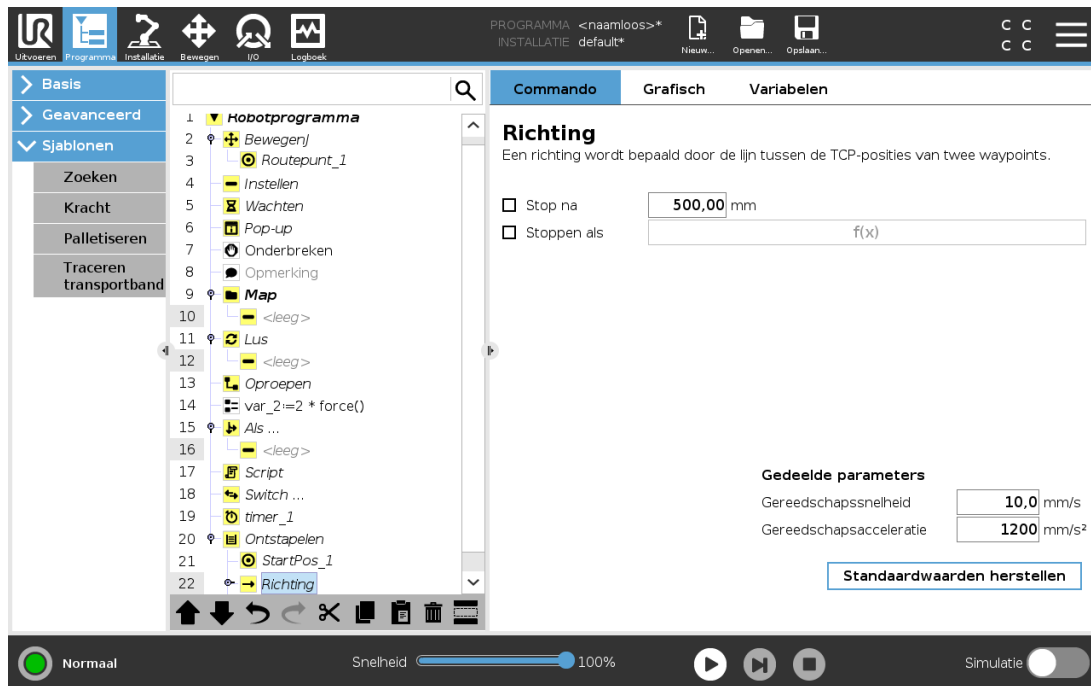 UR
Uitvoeren
Programma
Installatie
Bewegen
I/O
Logboek
PROGRAMMA <naamloos>*
INSTALLATIE default*
Nieuw...
Openen...
Opslaan...
C C
C C
Basis
Geavanceerd
Sjablonen
Zoeken
Kracht
Palletiseren
Traceren
transportband
1 Robotprogramma
2 BewegenJ
3 Routepunt_1
4 Instellen
5 Wachten
6 Pop-up
7 Onderbreken
8 Opmerking
9 Map
10 <leeg>
11 Lus
12 <leeg>
13 Oproepen
14 var_2:=2 * force()
15 Als ...
16 <leeg>
17 Script
18 Switch ...
19 timer_1
20 Ontstapelen
21 StartPos_1
22 Richting
Commando Grafisch Variabelen
Richting
Een richting wordt bepaald door de lijn tussen de TCP-posities van twee waypoints.
Stop na 500,00 mm
Stoppen als f(x)
Gedeelde parameters
Gereedschapssnelheid 10,0 mm/s
Gereedschapsacceleratie 1200 mm/s²
Standaardwaarden herstellen
Normaal
Snelheid 100%
Simulatie